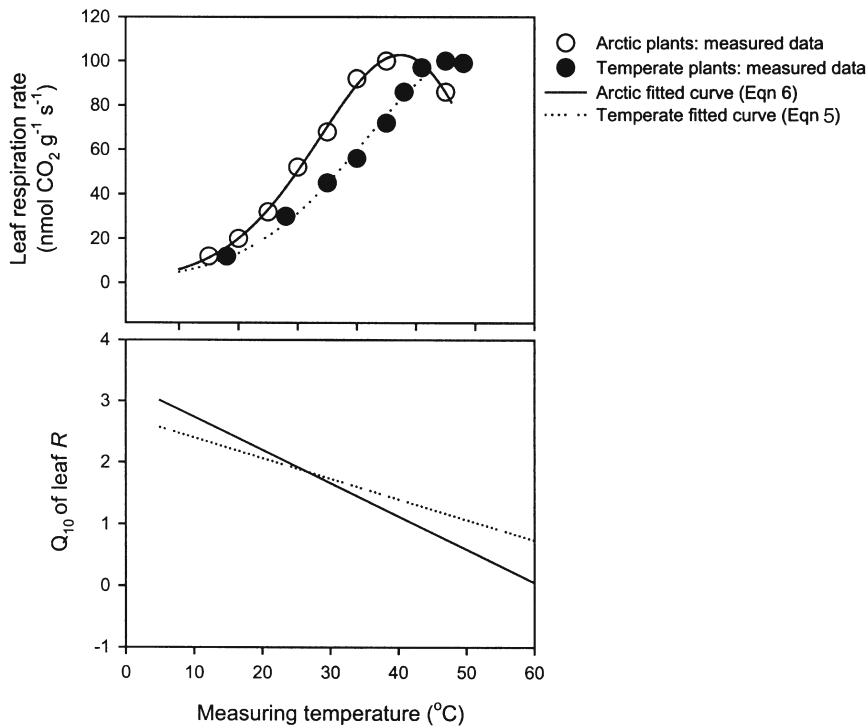 120
100
80
60
40
20
0
Leaf respiration rate
(nmol CO₂ g⁻¹ s⁻¹)
Arctic plants: measured data
Temperate plants: measured data
Arctic fitted curve (Eqn 6)
Temperate fitted curve (Eqn 5)
4
3
2
1
0
-1
Q₁₀ of leaf R
0 10 20 30 40 50 60
Measuring temperature (°C)